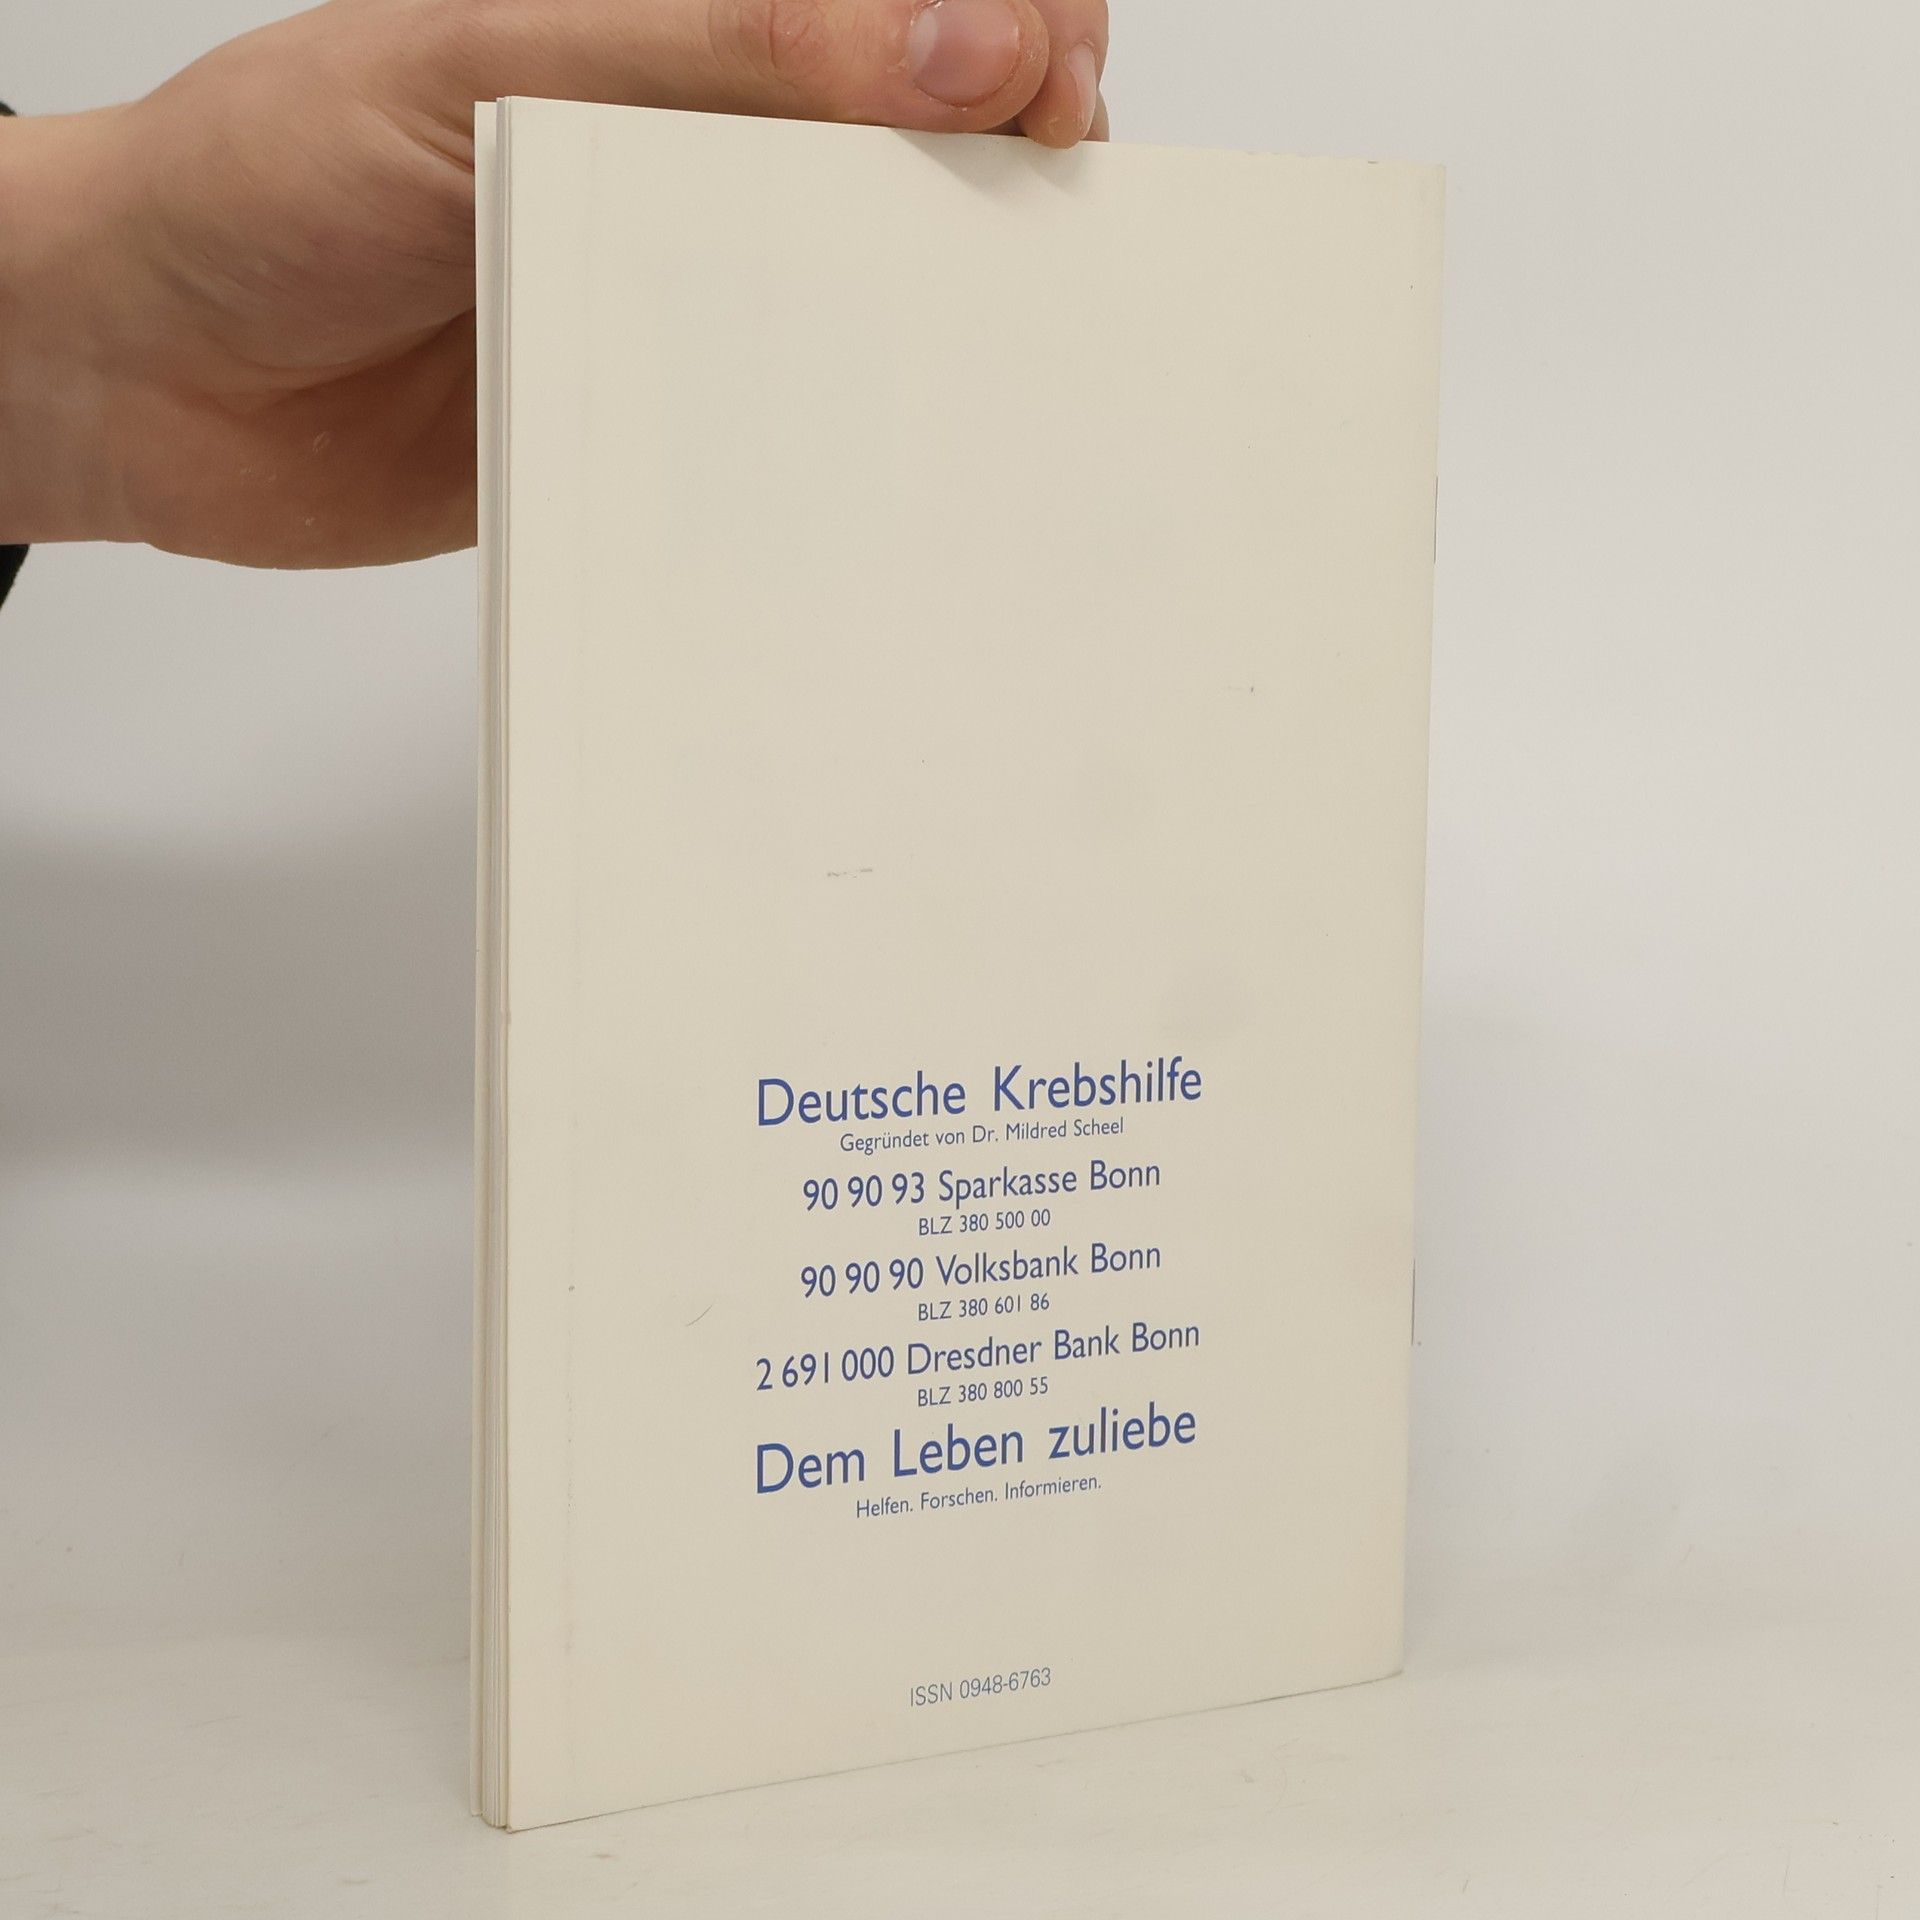 Deutsche Krebshilfe
Gegründet von Dr. Mildred Scheel
90 90 93 Sparkasse Bonn
BLZ 380 500 00
90 90 90 Volksbank Bonn
BLZ 380 601 86
2 691 000 Dresdner Bank Bonn
BLZ 380 800 55
Dem Leben zuliebe
Helfen. Forschen. Informieren.
ISSN 0948-6763